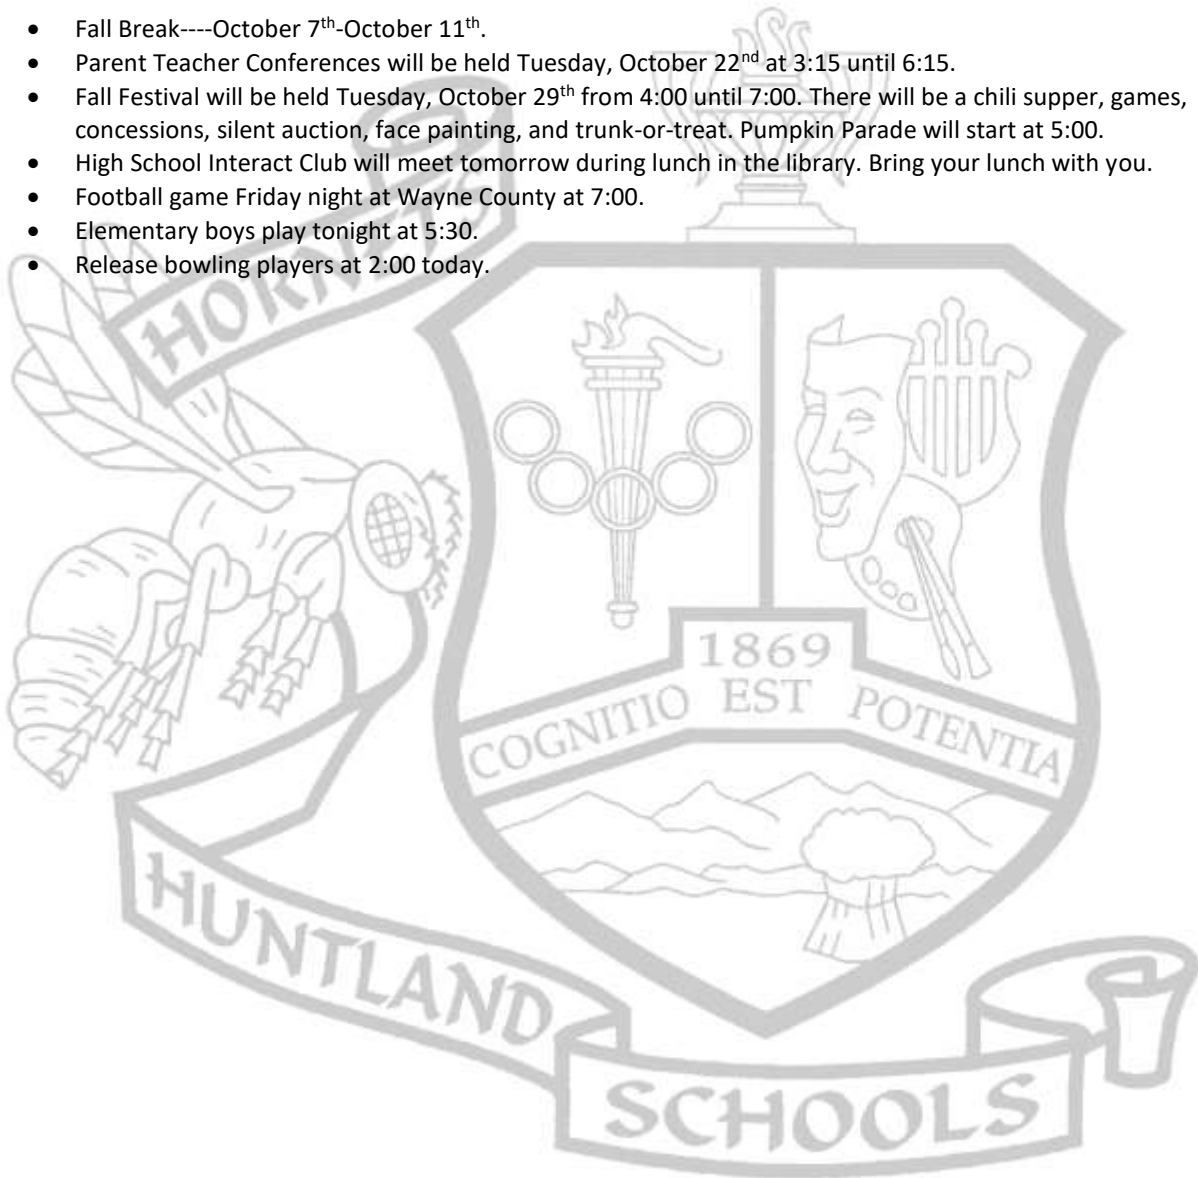 • Fall Break----October 7th-October 11th.
• Parent Teacher Conferences will be held Tuesday, October 22nd at 3:15 until 6:15.
• Fall Festival will be held Tuesday, October 29th from 4:00 until 7:00. There will be a chili supper, games,
concessions, silent auction, face painting, and trunk-or-treat. Pumpkin Parade will start at 5:00.
• High School Interact Club will meet tomorrow during lunch in the library. Bring your lunch with you.
• Football game Friday night at Wayne County at 7:00.
• Elementary boys play tonight at 5:30.
• Release bowling players at 2:00 today.
HORNETS
1869
COGNITIO EST POTENTIA
HUNTLAND
SCHOOLS